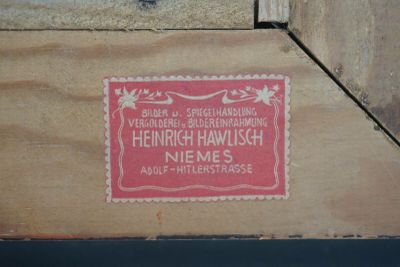 BILDER U. SPIEGELHANDLUNG
VERGOLDEREI U. BILDEREINRAHMUNG
HEINRICH HAWLISCH
NIEMES
ADOLF-HITLERSTRASSE